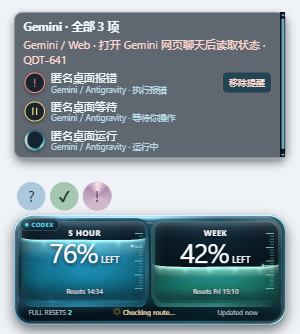 Gemini · 全部 3 项
Gemini / Web · 打开 Gemini 网页聊天后读取状态 ·
QDT-641
! 匿名桌面报错
Gemini / Antigravity · 执行报错
移除提醒
匿名桌面等待
Gemini / Antigravity · 等待你操作
匿名桌面运行
Gemini / Antigravity · 运行中
? ✓ !
CODEX
5 HOUR
76% LEFT
Resets 14:34
WEEK
42% LEFT
Resets Fri 15:10
FULL RESETS 2
Checking route...
Updated now